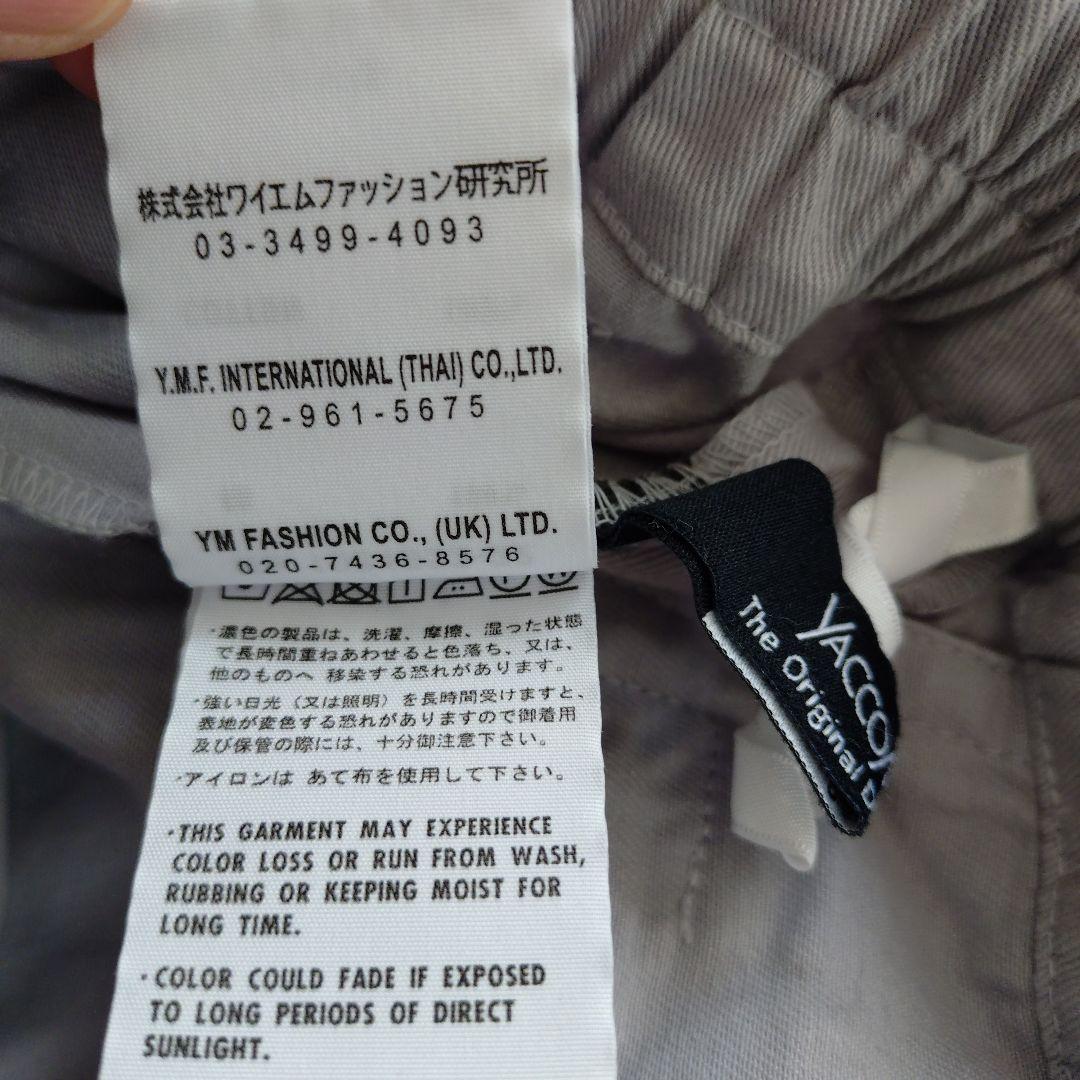 株式会社ワイエムファッション研究所
03-3499-4093
Y.M.F. INTERNATIONAL (THAI) CO.,LTD.
02-961-5675
YM FASHION CO., (UK) LTD.
020-7436-8576
・濃色の製品は、洗濯、摩擦、湿った状態
で長時間重ねあわせると色落ち、又は、
他のものへ 移染する恐れがあります。
・強い日光（又は照明）を長時間受けますと、
表地が変色する恐れがありますので御着用
及び保管の際には、十分御注意下さい。
・アイロンは あて布を使用して下さい。
・THIS GARMENT MAY EXPERIENCE
COLOR LOSS OR RUN FROM WASH,
RUBBING OR KEEPING MOIST FOR
LONG TIME.
・COLOR COULD FADE IF EXPOSED
TO LONG PERIODS OF DIRECT
SUNLIGHT.
YACCO
The Original